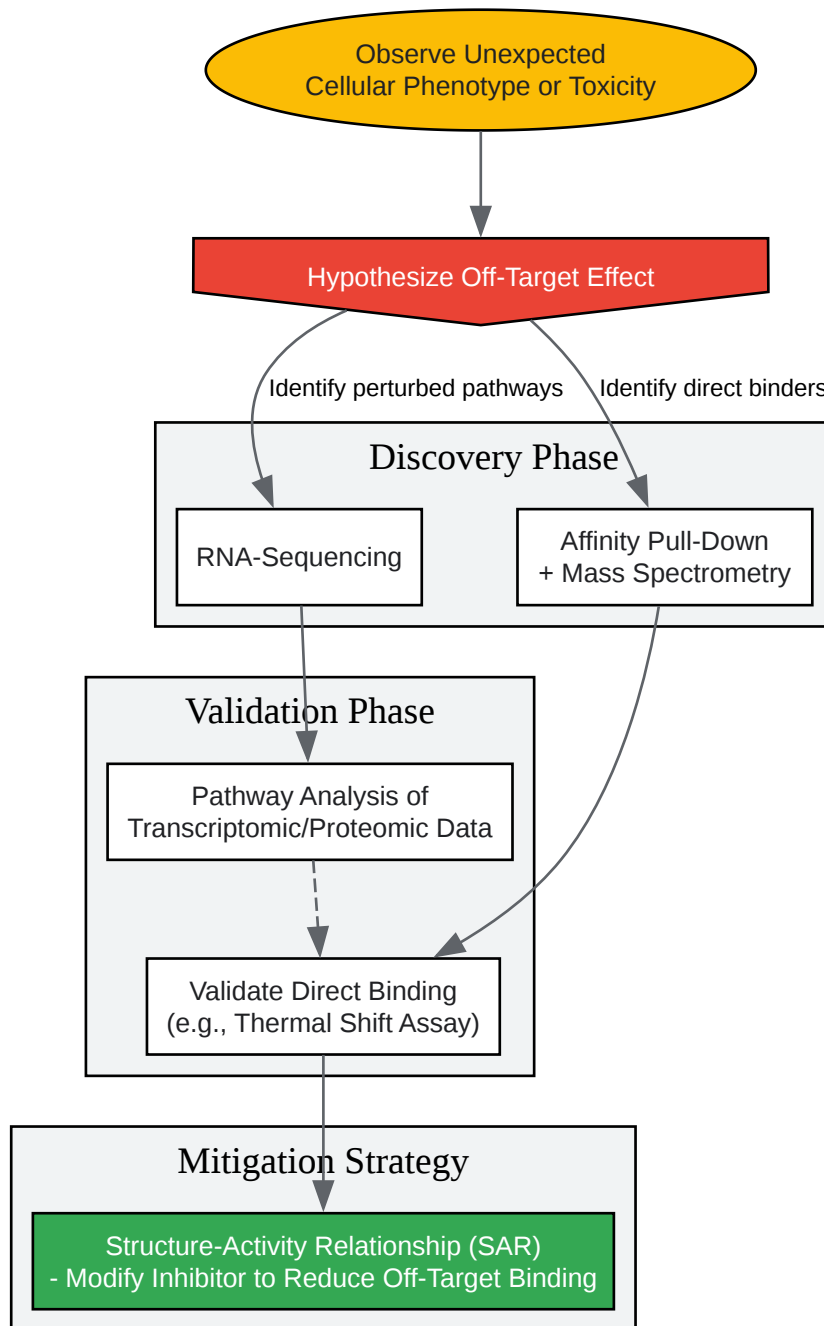 Observe Unexpected
Cellular Phenotype or Toxicity
Hypothesize Off-Target Effect
Identify perturbed pathways
Identify direct binders
Discovery Phase
RNA-Sequencing
Affinity Pull-Down
+ Mass Spectrometry
Validation Phase
Pathway Analysis of
Transcriptomic/Proteomic Data
Validate Direct Binding
(e.g., Thermal Shift Assay)
Mitigation Strategy
Structure-Activity Relationship (SAR)
- Modify Inhibitor to Reduce Off-Target Binding